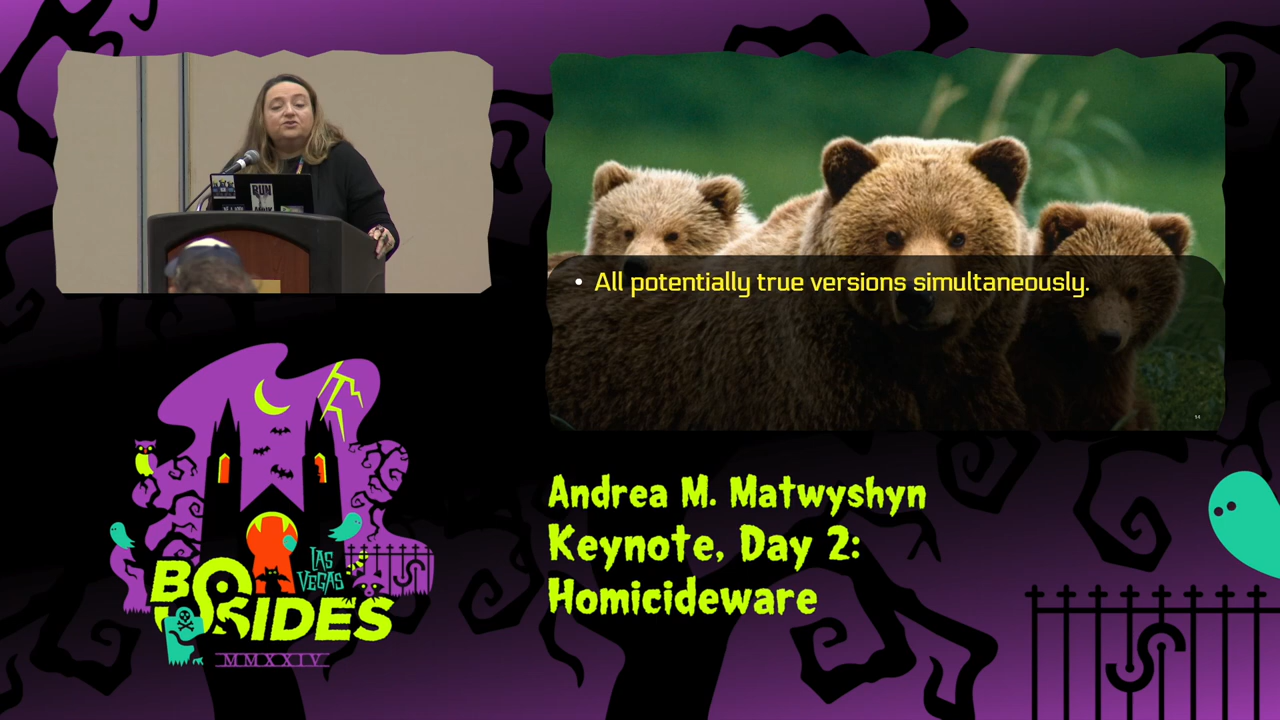 RUN
• All potentially true versions simultaneously.
Andrea M. Matwyshyn
Keynote, Day 2:
Homicideware
LAS
VEGAS
BSIDES
MMXXIV